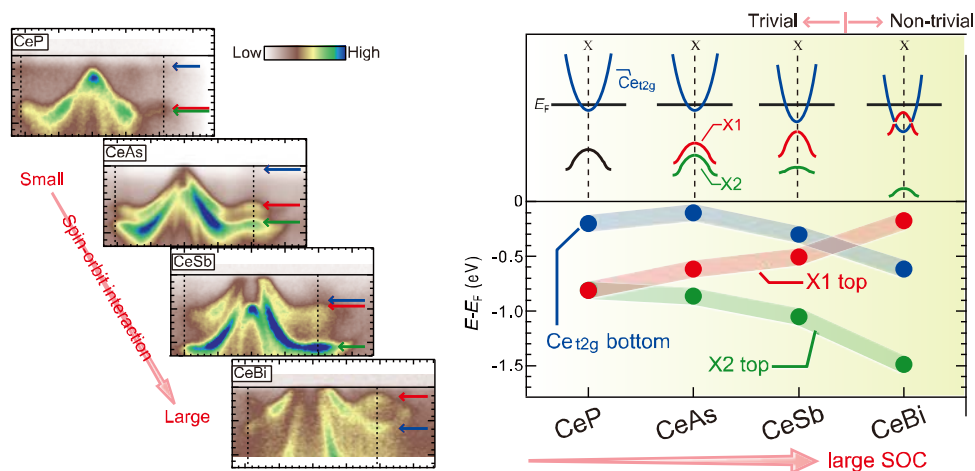 CeP
Low
High
CeAs
Small
Spin-orbit interaction
CeSb
CeBi
Large
Trivial
Non-trivial
X
X
X
X
Ce t2g
EF
X1
X2
0
-0.5
-1.0
-1.5
E-EF (eV)
X1 top
Ce t2g bottom
X2 top
CeP
CeAs
CeSb
CeBi
large SOC